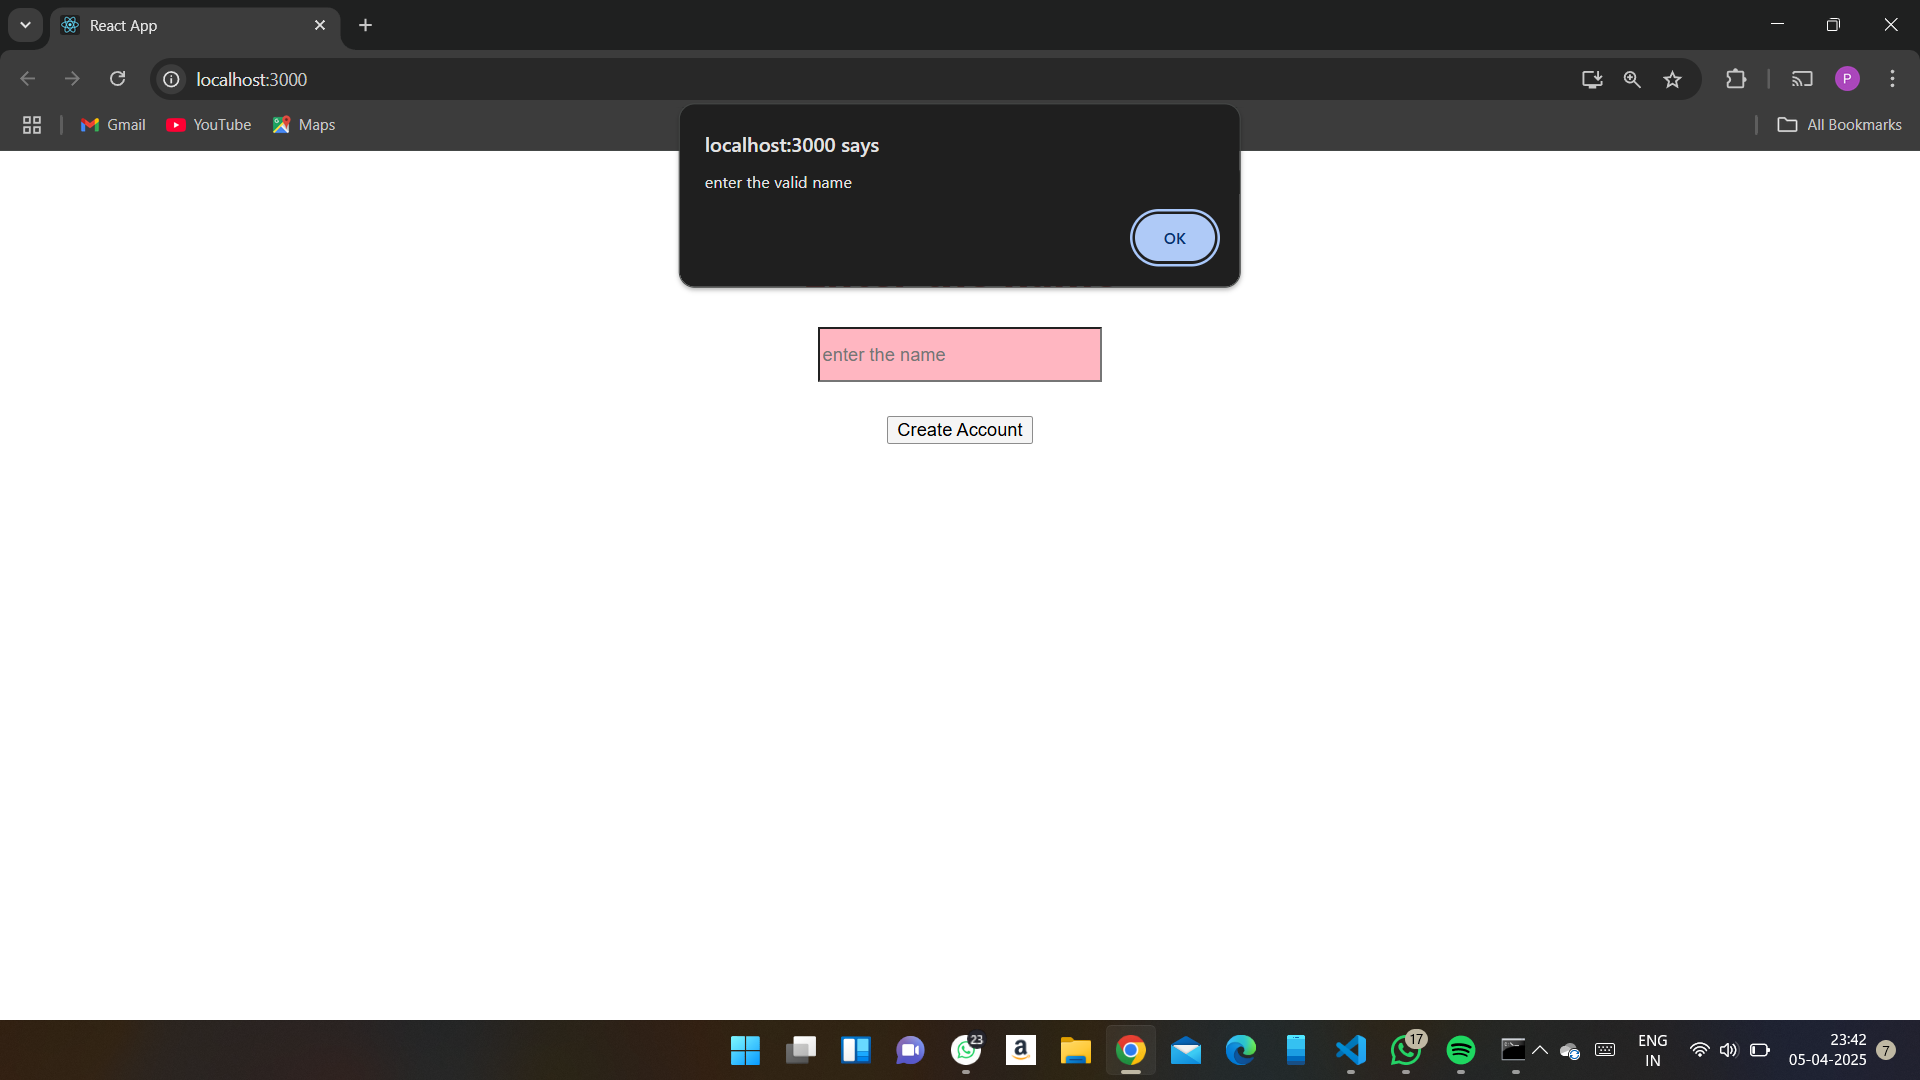 React App
localhost:3000
P
Gmail
YouTube
Maps
All Bookmarks
localhost:3000 says
enter the valid name
OK
enter the name
Create Account
23
a
17
ENG
IN
23:42
05-04-2025
7